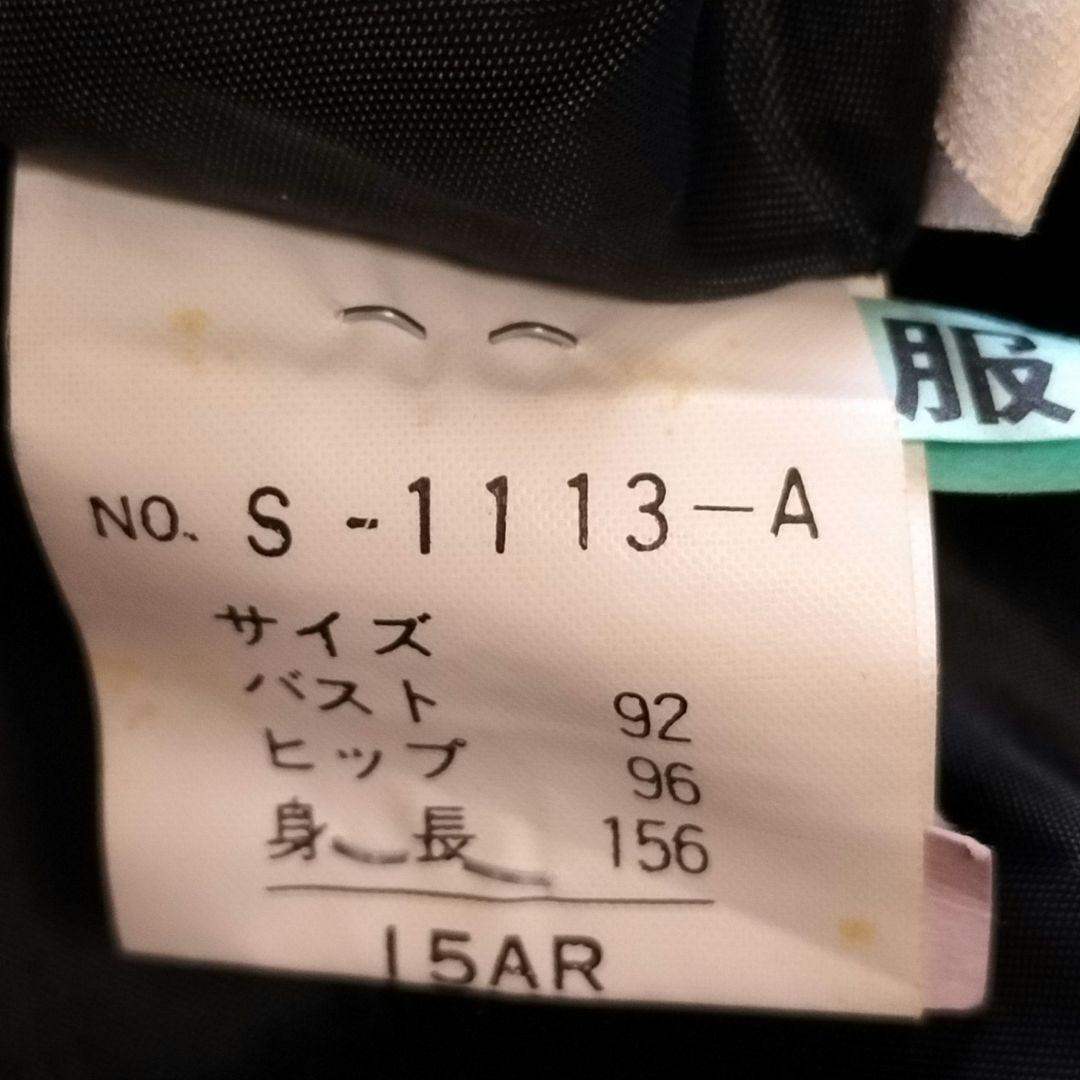 服
NO. S-1113-A
サイズ
バスト 92
ヒップ 96
身長 156
15AR